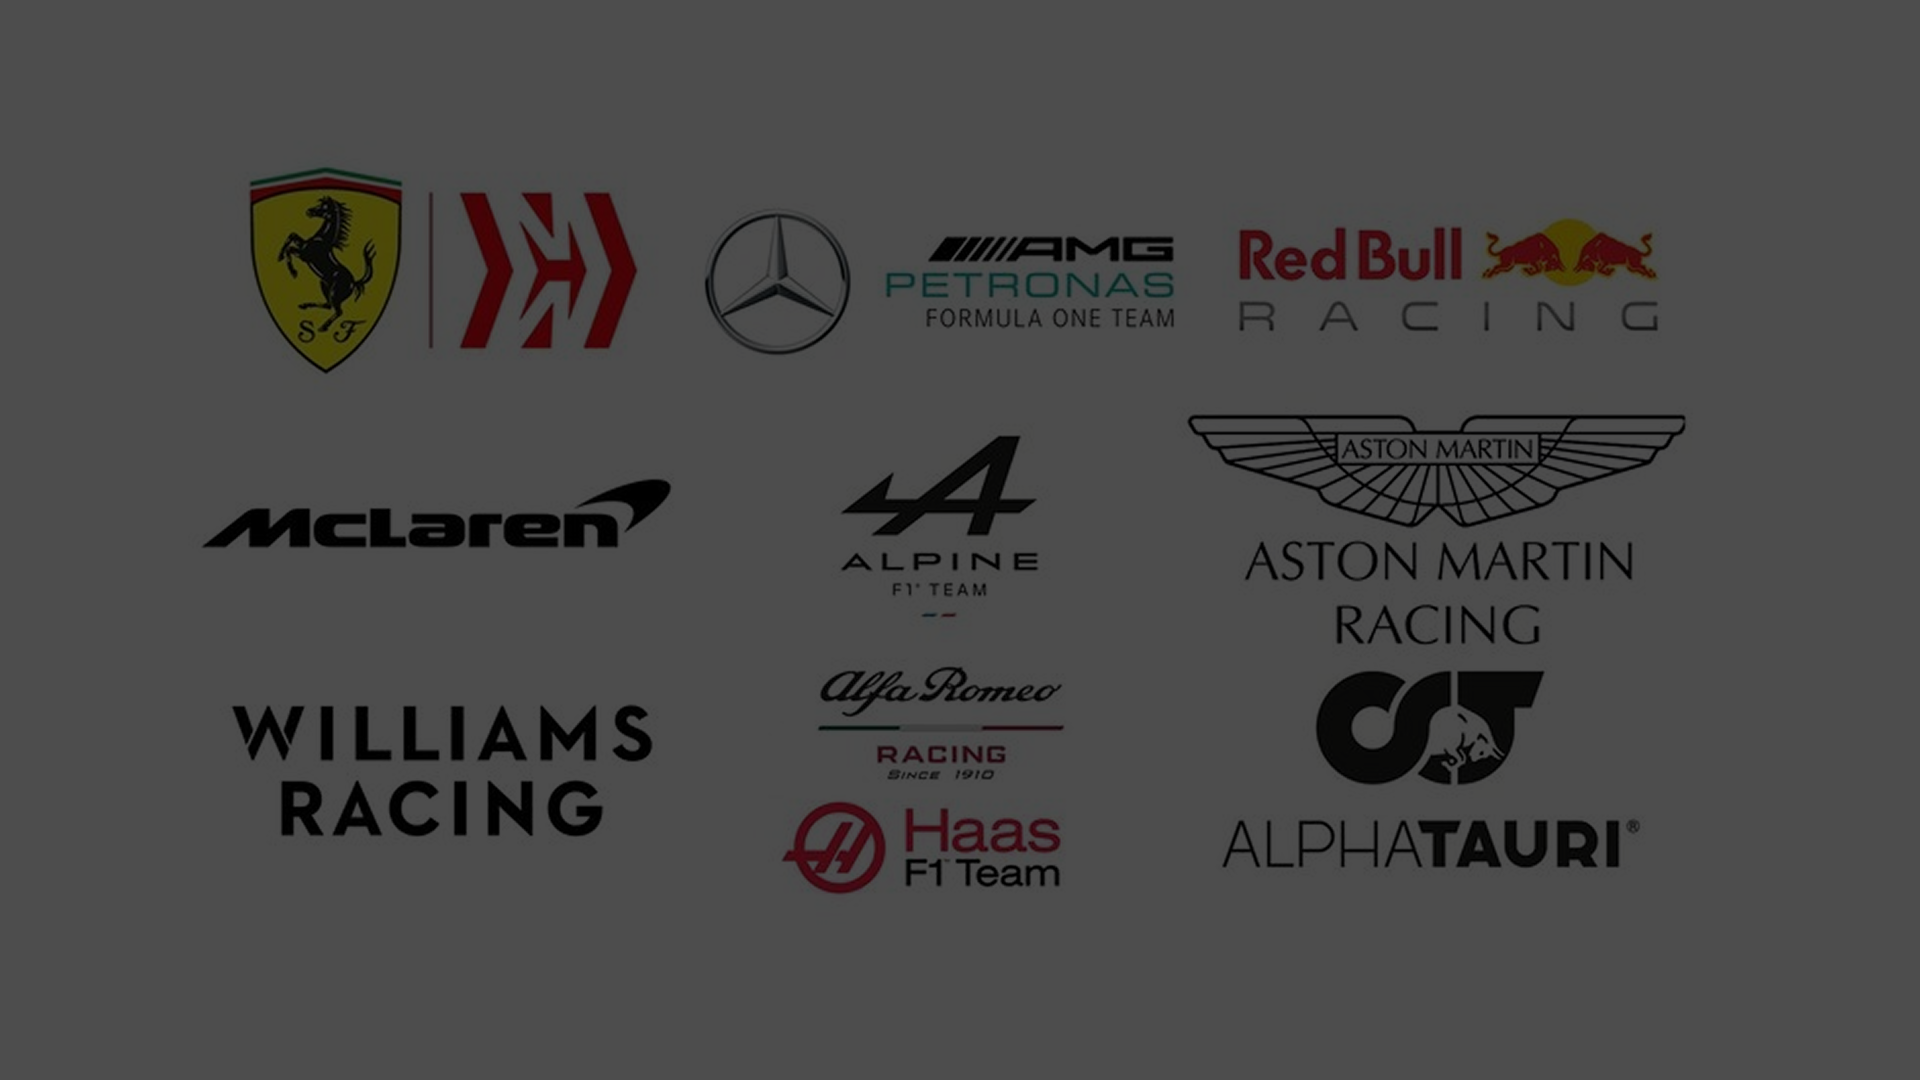 S F
AMG
PETRONAS
FORMULA ONE TEAM
Red Bull
RACING
McLaren
ALPINE
F1® TEAM
ASTON MARTIN
ASTON MARTIN
RACING
WILLIAMS
RACING
Alfa Romeo
RACING
SINCE 1910
Haas
F1™ Team
ALPHATAURI®